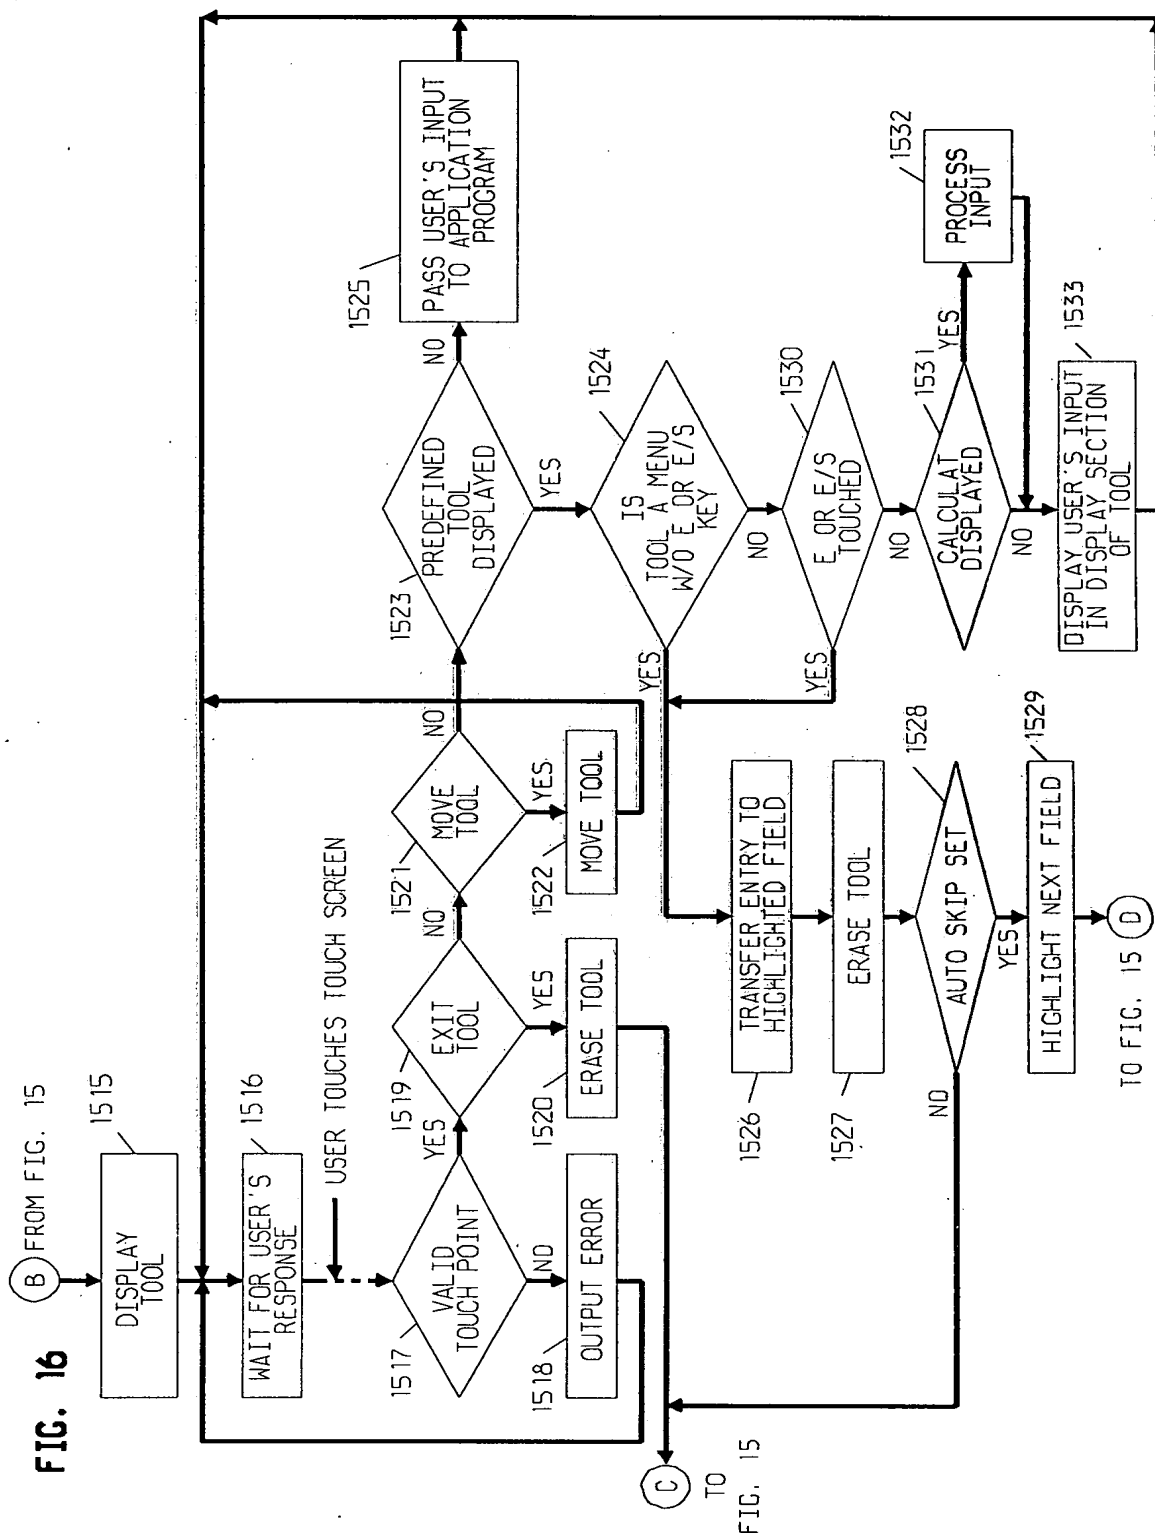 FIG. 16
B FROM FIG. 15
1515
DISPLAY
TOOL
1516
WAIT FOR USER'S
RESPONSE
USER TOUCHES TOUCH SCREEN
1517
VALID
TOUCH POINT
YES
NO
1518
OUTPUT ERROR
1519
EXIT
TOOL
NO
YES
1520
ERASE TOOL
1521
MOVE
TOOL
NO
YES
1522
MOVE TOOL
1523
PREDEFINED
TOOL
DISPLAYED
NO
YES
1525
PASS USER'S INPUT
TO APPLICATION
PROGRAM
1524
IS
TOOL A MENU
W/O E OR E/S
KEY
YES
NO
1530
E OR E/S
TOUCHED
YES
NO
1531
CALCULAT
DISPLAYED
YES
NO
1532
PROCESS
INPUT
1533
DISPLAY USER'S INPUT
IN DISPLAY SECTION
OF TOOL
1526
TRANSFER ENTRY TO
HIGHLIGHTED FIELD
1527
ERASE TOOL
1528
AUTO SKIP SET
NO
YES
1529
HIGHLIGHT NEXT FIELD
TO FIG. 15 D
C
TO
FIG. 15